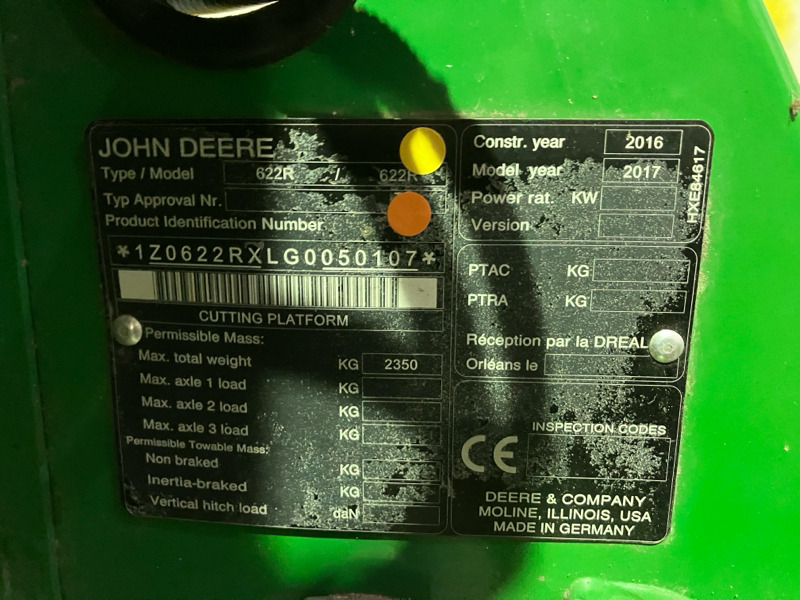 JOHN DEERE
Type / Model 622R / 622R
Typ Approval Nr.
Product Identification Number
*1Z0622RXLG0050107*
CUTTING PLATFORM
Permissible Mass:
Max. total weight KG 2350
Max. axle 1 load KG
Max. axle 2 load KG
Max. axle 3 load KG
Permissible Towable Mass:
Non braked KG
Inertia-braked KG
Vertical hitch load daN
Constr. year 2016
Model year 2017
Power rat. KW
Version
HXE84617
PTAC KG
PTRA KG
Réception par la DREAL
Orléans le
INSPECTION CODES
CE
DEERE & COMPANY
MOLINE, ILLINOIS, USA
MADE IN GERMANY